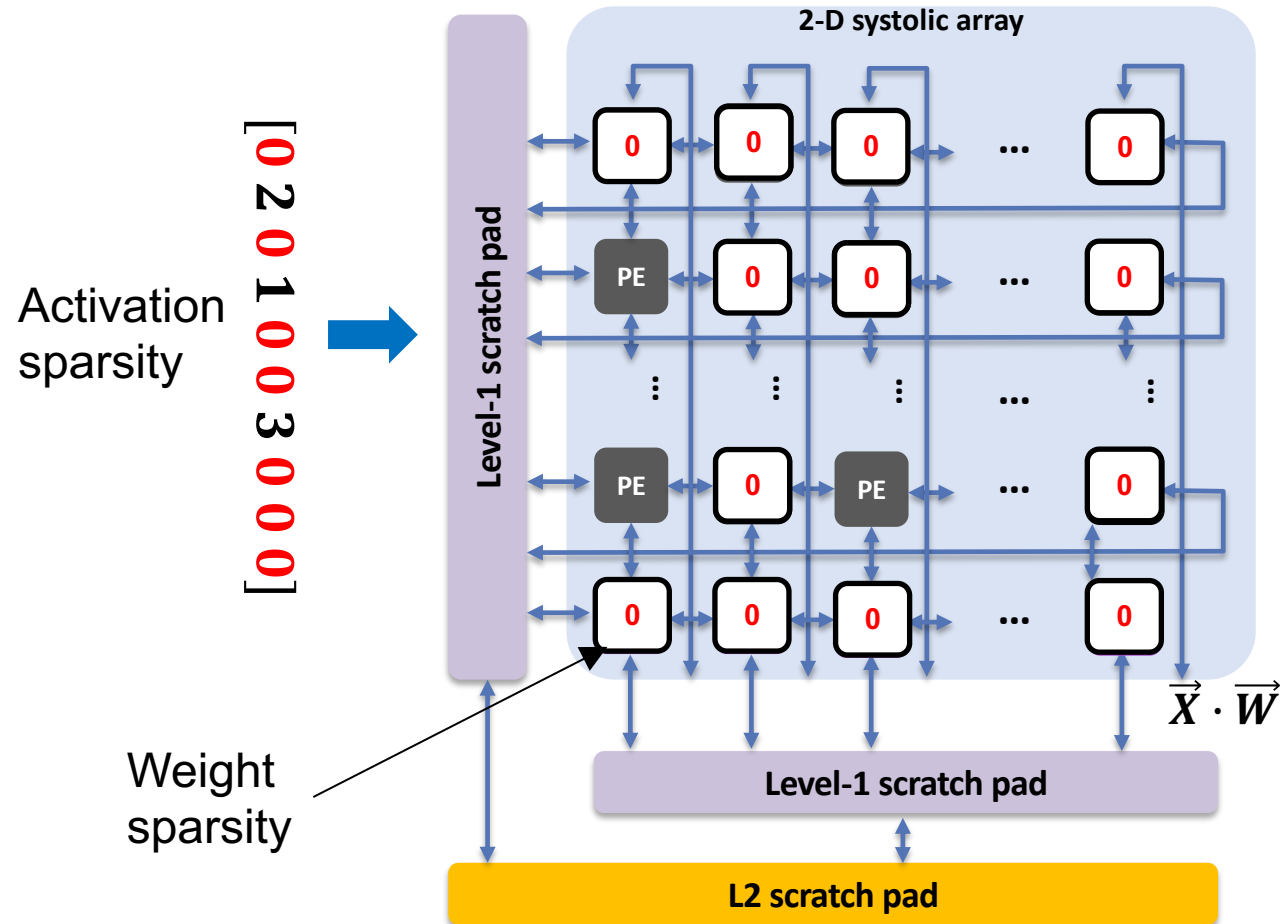 2-D systolic array
[0 2 0 1 0 0 3 0 0 0]
Activation
sparsity
Level-1 scratch pad
0 0 0 ... 0
PE 0 0 ... 0
... ... ... ...
PE 0 PE ... 0
0 0 0 ... 0
X · W
Weight
sparsity
Level-1 scratch pad
L2 scratch pad